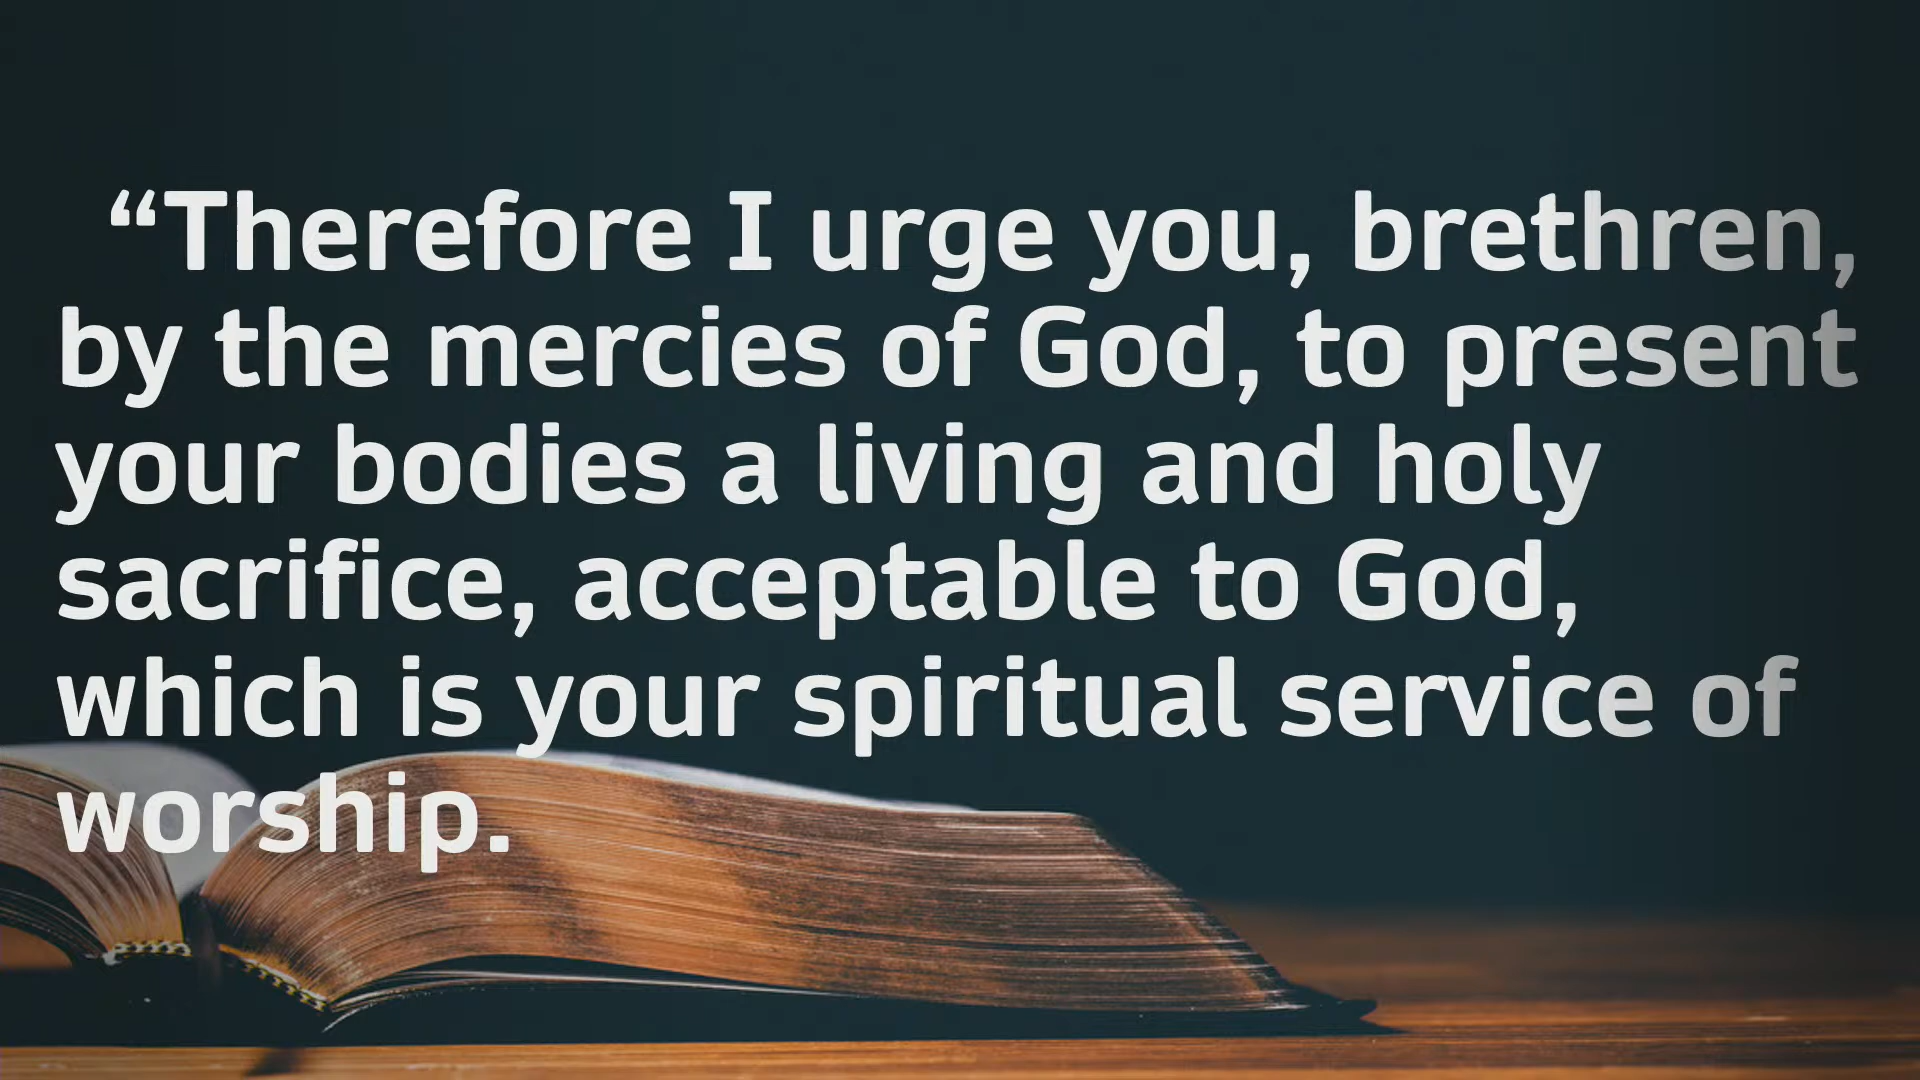 “Therefore I urge you, brethren,
by the mercies of God, to present
your bodies a living and holy
sacrifice, acceptable to God,
which is your spiritual service of
worship.